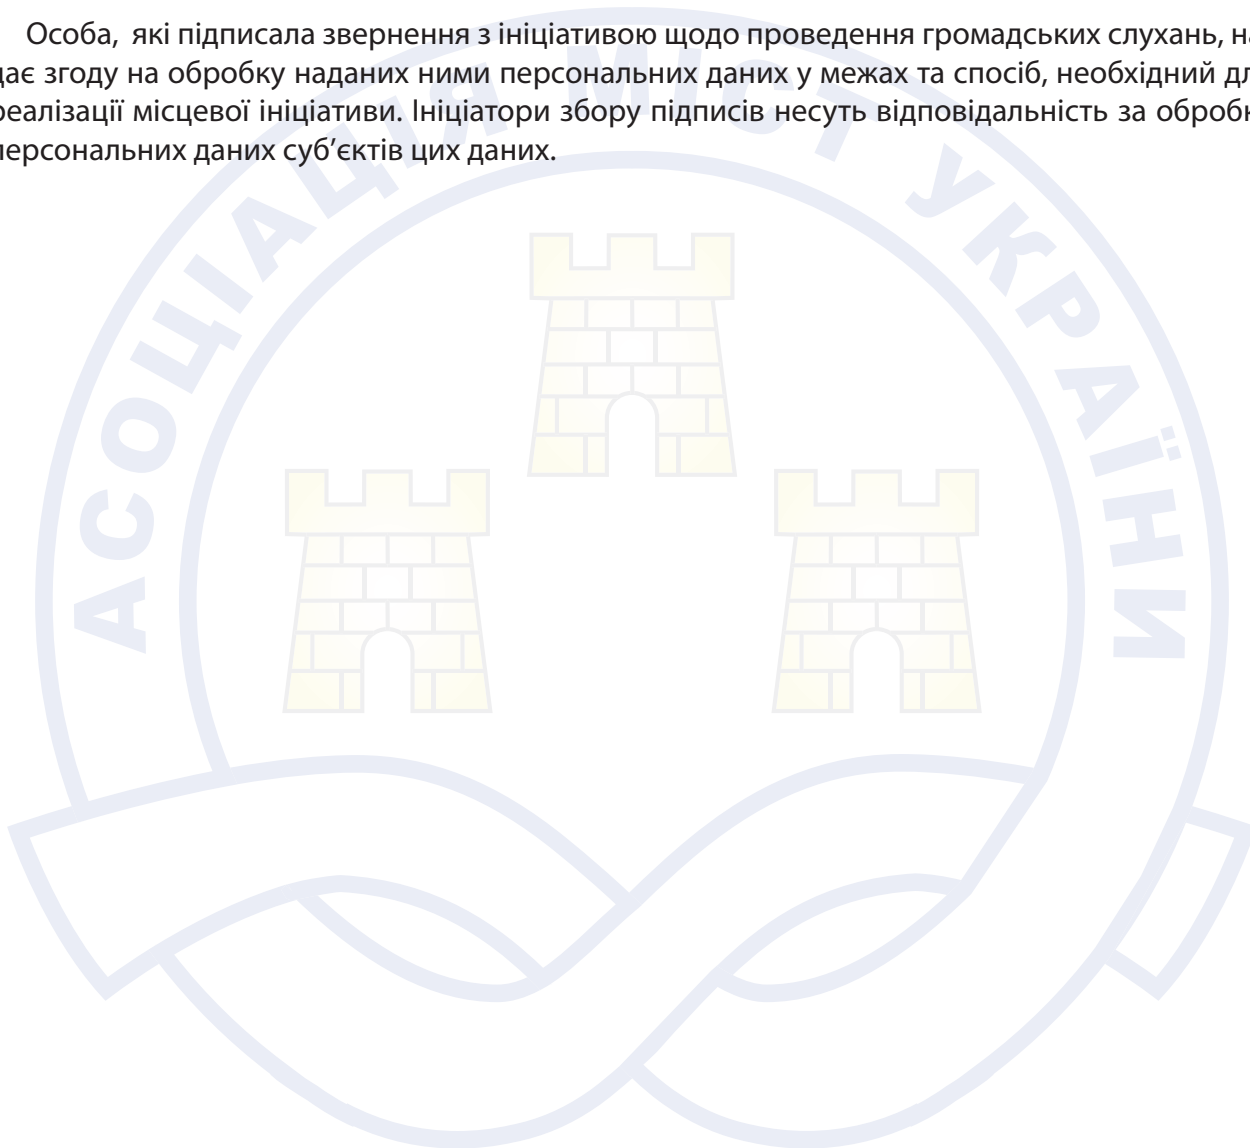 Особа,  які підписала звернення з ініціативою щодо проведення громадських слухань, на
дає згоду на обробку наданих ними персональних даних у межах та спосіб, необхідний дл
реалізації місцевої ініціативи. Ініціатори збору підписів несуть відповідальність за обробк
персональних даних суб’єктів цих даних.
АСОЦІАЦІЯ МІСТ УКРАЇНИ